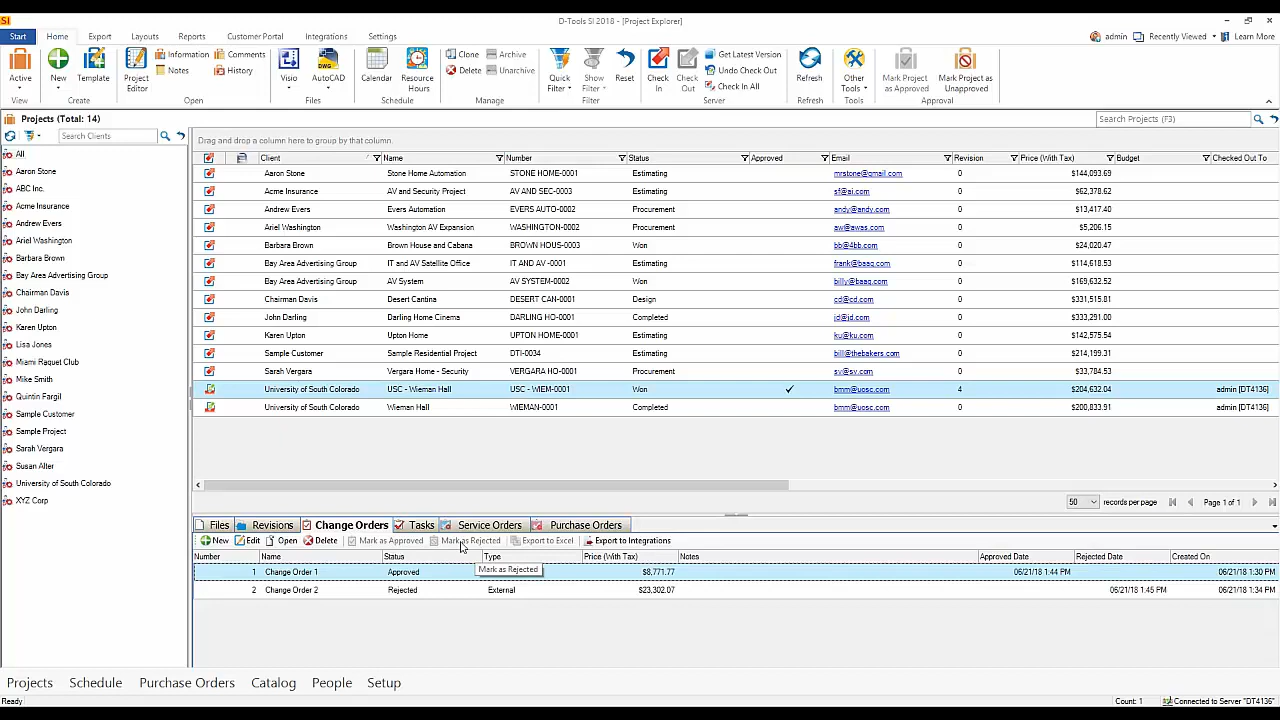 SI D-Tools SI 2018 - [Project Explorer]
Start Home Export Layouts Reports Customer Portal Integrations Settings admin Recently Viewed Learn More
Active New Template Project Editor Information Notes Comments History Visio AutoCAD Calendar Resource Hours Clone Delete Archive Unarchive Quick Filter Show Filter Reset Check In Check Out Get Latest Version Undo Check Out Check In All Refresh Other Tools Mark Project as Approved Mark Project as Unapproved
View Create Open Files Schedule Manage Filter Server Refresh Tools Approval
Projects (Total: 14) Search Projects (F3)
Search Clients
Drag and drop a column here to group by that column.
All
Aaron Stone
ABC Inc.
Acme Insurance
Andrew Evers
Ariel Washington
Barbara Brown
Bay Area Advertising Group
Chairman Davis
John Darling
Karen Upton
Lisa Jones
Miami Raquet Club
Mike Smith
Quintin Fargil
Sample Customer
Sample Project
Sarah Vergara
Susan Alter
University of South Colorado
XYZ Corp
Client Name Number Status Approved Email Revision Price (With Tax) Budget Checked Out To
Aaron Stone Stone Home Automation STONE HOME-0001 Estimating mrstone@gmail.com 0 $144,093.69
Acme Insurance AV and Security Project AV AND SEC-0003 Estimating sf@ai.com 0 $62,378.62
Andrew Evers Evers Automation EVERS AUTO-0002 Procurement andy@andy.com 0 $13,417.40
Ariel Washington Washington AV Expansion WASHINGTON-0002 Procurement aw@awas.com 0 $5,206.15
Barbara Brown Brown House and Cabana BROWN HOUS-0003 Won bb@4bb.com 0 $24,020.47
Bay Area Advertising Group IT and AV Satellite Office IT AND AV -0001 Estimating frank@baag.com 0 $114,618.53
Bay Area Advertising Group AV System AV SYSTEM-0002 Won billy@baag.com 0 $169,632.52
Chairman Davis Desert Cantina DESERT CAN-0001 Design cd@cd.com 0 $331,515.81
John Darling Darling Home Cinema DARLING HO-0001 Completed jd@jd.com 0 $333,291.00
Karen Upton Upton Home UPTON HOME-0001 Estimating ku@ku.com 0 $142,575.54
Sample Customer Sample Residential Project DTI-0034 Estimating bill@thebakers.com 0 $214,199.31
Sarah Vergara Vergara Home - Security VERGARA HO-0001 Procurement sv@sv.com 0 $33,784.53
University of South Colorado USC - Wieman Hall USC - WIEM-0001 Won ✓ bmm@uosc.com 4 $204,632.04 admin [DT4136]
University of South Colorado Wieman Hall WIEMAN-0001 Completed bmm@uosc.com 0 $200,833.91 admin [DT4136]
50 records per page Page 1 of 1
Files Revisions Change Orders Tasks Service Orders Purchase Orders
New Edit Open Delete Mark as Approved Mark as Rejected Export to Excel Export to Integrations
Number Name Status Type Price (With Tax) Notes Approved Date Rejected Date Created On
Mark as Rejected
1 Change Order 1 Approved $8,771.77 06/21/18 1:44 PM 06/21/18 1:30 PM
2 Change Order 2 Rejected External $23,302.07 06/21/18 1:45 PM 06/21/18 1:34 PM
Projects Schedule Purchase Orders Catalog People Setup
Ready Count: 1 Connected to Server "DT4136"